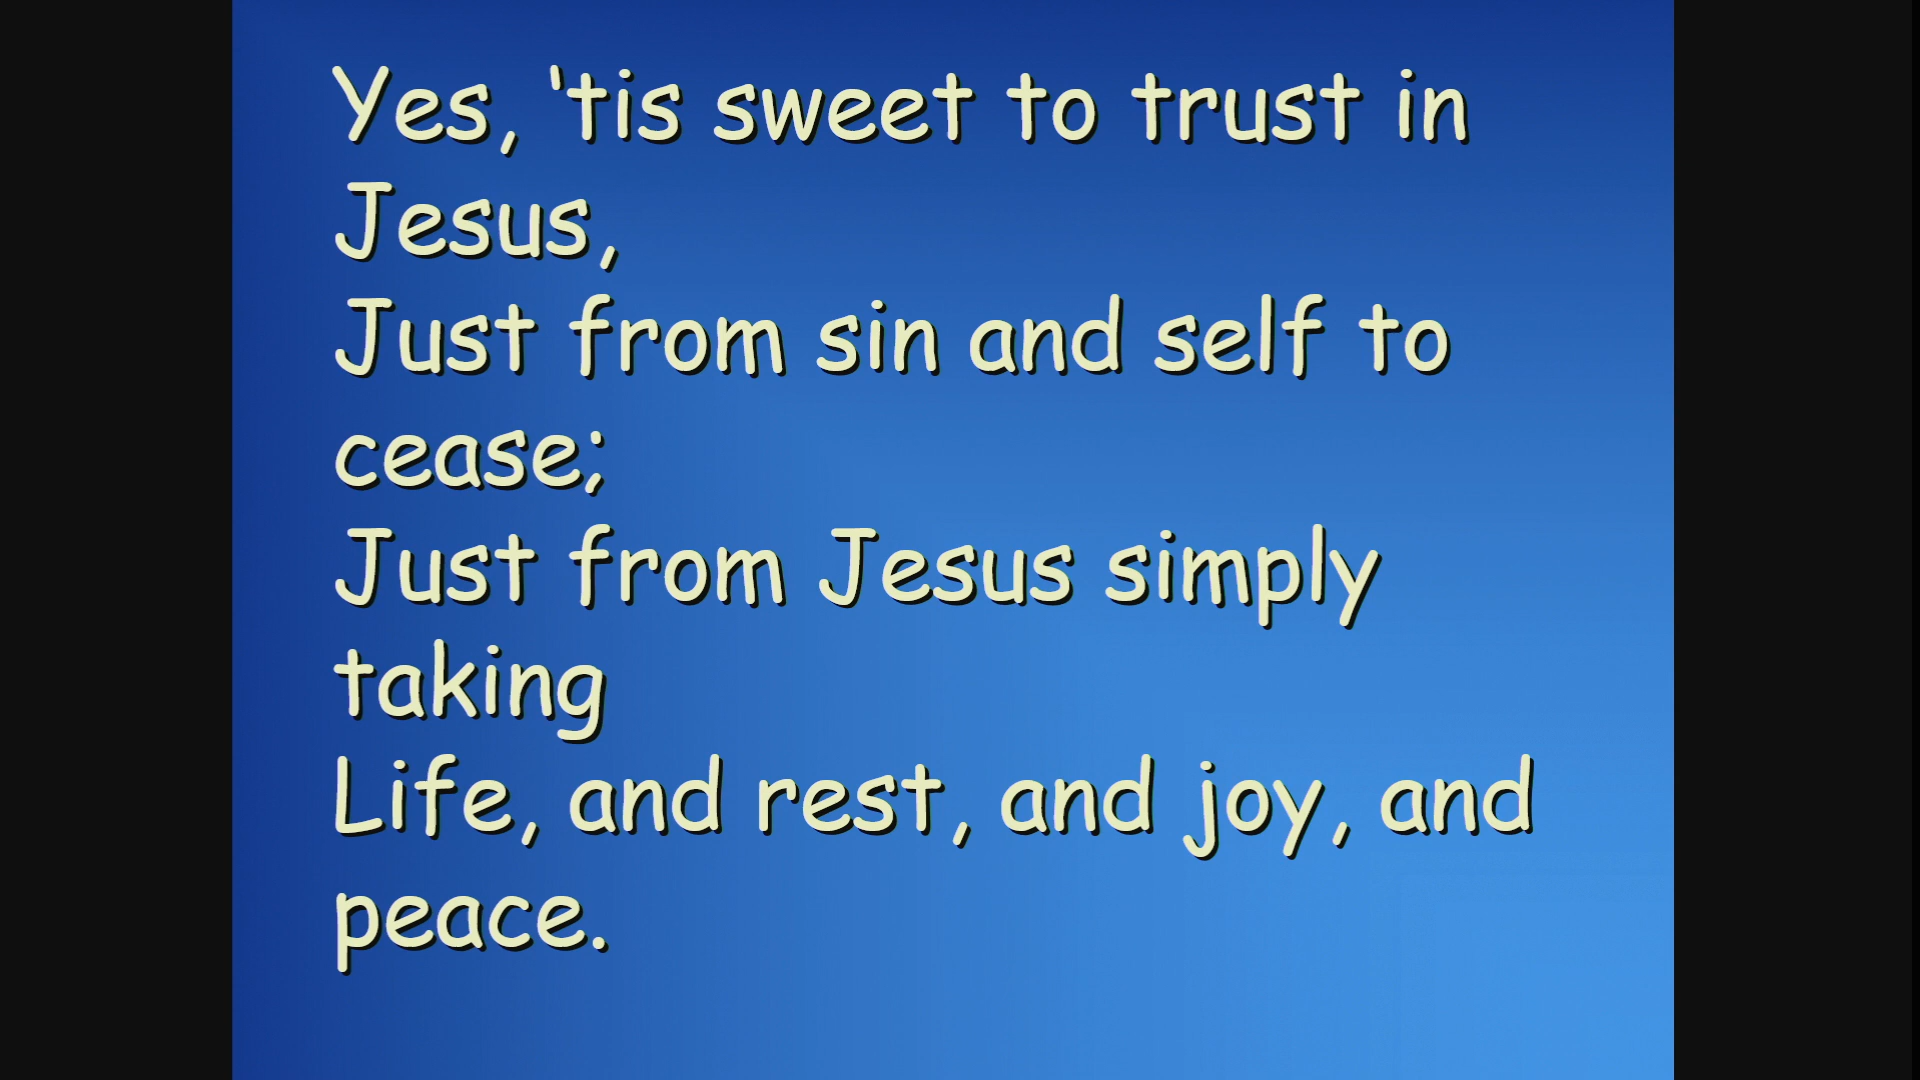 Yes, ‘tis sweet to trust in
Jesus,
Just from sin and self to
cease;
Just from Jesus simply
taking
Life, and rest, and joy, and
peace.